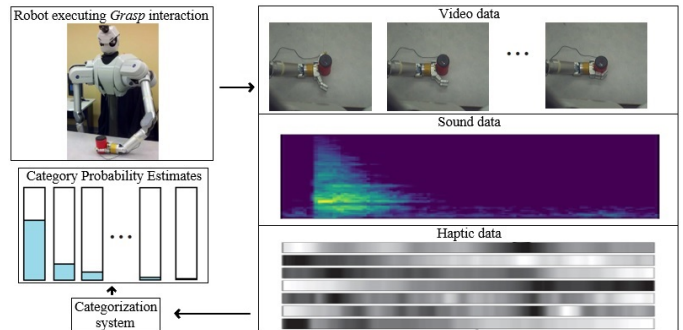 Robot executing Grasp interaction
Video data
Sound data
Category Probability Estimates
Haptic data
Categorization
system